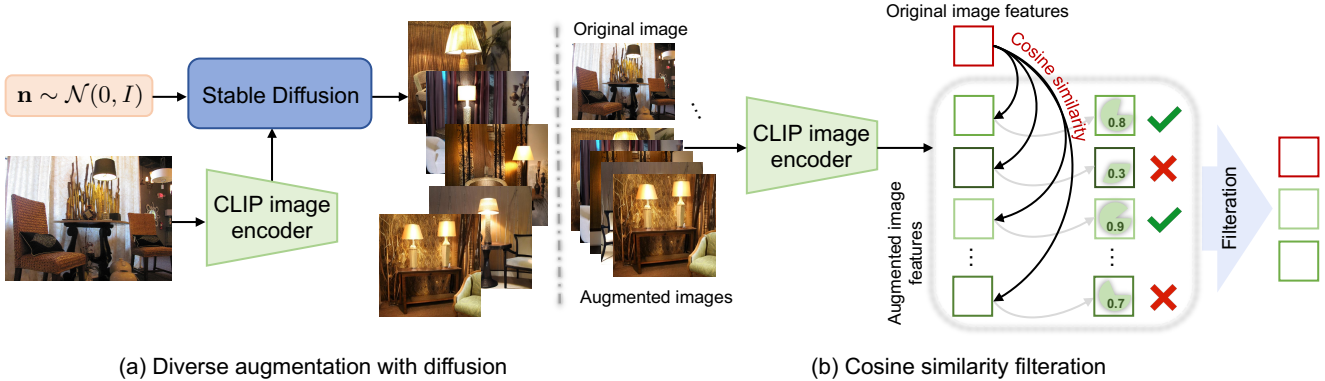 n ∼ N(0, I)
Stable Diffusion
CLIP image
encoder
(a) Diverse augmentation with diffusion
Original image
...
Augmented images
CLIP image
encoder
Original image features
Cosine similarity
Augmented image
features
0.8
0.3
0.9
...
...
0.7
Filteration
(b) Cosine similarity filteration